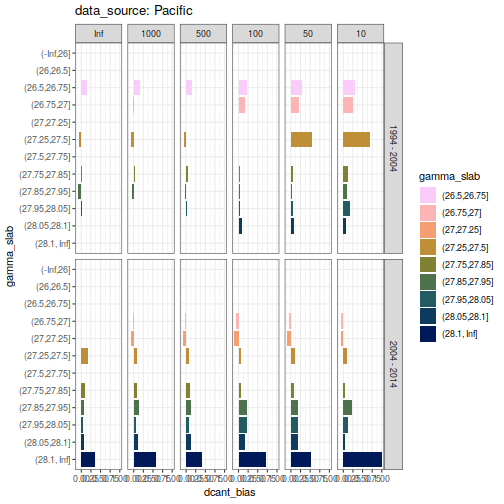 data_source: Pacific
Inf 1000 500 100 50 10
(-Inf,26]
(26,26.5]
(26.5,26.75]
(26.75,27]
(27,27.25]
(27.25,27.5]
(27.5,27.75]
(27.75,27.85]
(27.85,27.95]
(27.95,28.05]
(28.05,28.1]
(28.1, Inf]
1994 - 2004
(-Inf,26]
(26,26.5]
(26.5,26.75]
(26.75,27]
(27,27.25]
(27.25,27.5]
(27.5,27.75]
(27.75,27.85]
(27.85,27.95]
(27.95,28.05]
(28.05,28.1]
(28.1, Inf]
2004 - 2014
gamma_slab
dcant_bias
gamma_slab
(26.5,26.75]
(26.75,27]
(27,27.25]
(27.25,27.5]
(27.75,27.85]
(27.85,27.95]
(27.95,28.05]
(28.05,28.1]
(28.1, Inf]